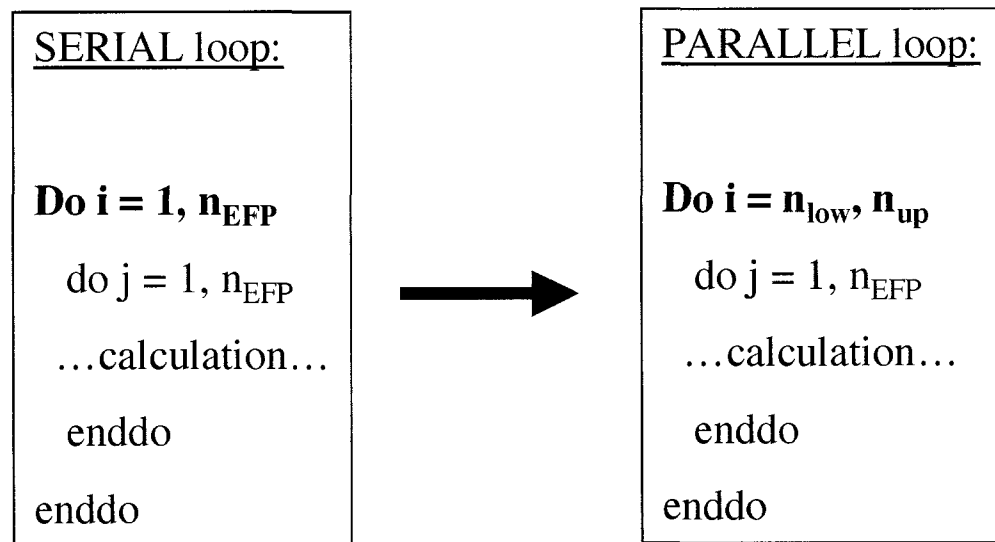 SERIAL loop:
Do i = 1, nEFP
do j = 1, nEFP
...calculation...
enddo
enddo
PARALLEL loop:
Do i = nlow, nup
do j = 1, nEFP
...calculation...
enddo
enddo